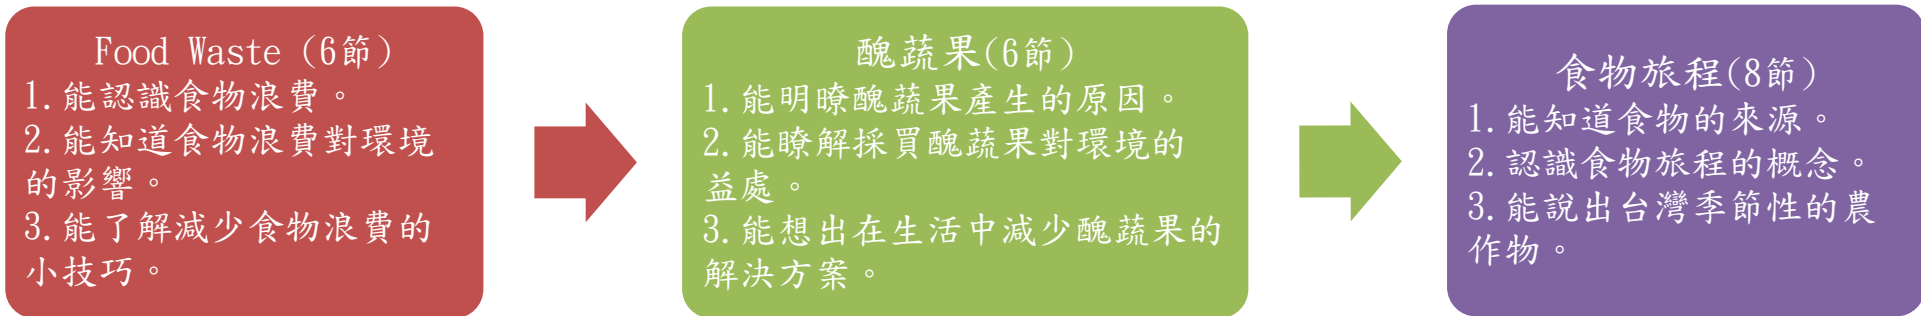 Food Waste (6節)
1.能認識食物浪費。
2.能知道食物浪費對環境
的影響。
3.能了解減少食物浪費的
小技巧。
醜蔬果(6節)
1.能明瞭醜蔬果產生的原因。
2.能瞭解採買醜蔬果對環境的
益處。
3.能想出在生活中減少醜蔬果的
解決方案。
食物旅程(8節)
1.能知道食物的來源。
2.認識食物旅程的概念。
3.能說出台灣季節性的農
作物。